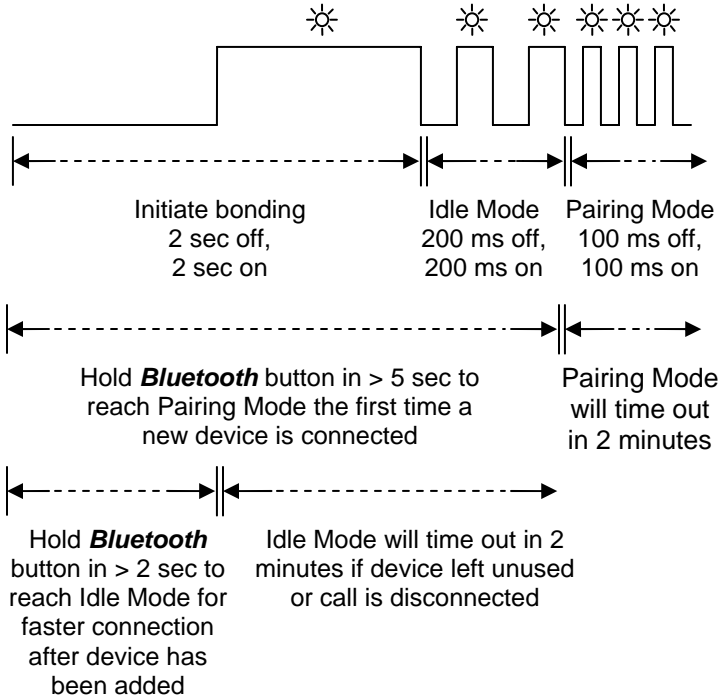 Initiate bonding
2 sec off,
2 sec on
Idle Mode
200 ms off,
200 ms on
Pairing Mode
100 ms off,
100 ms on
Hold Bluetooth button in > 5 sec to
reach Pairing Mode the first time a
new device is connected
Pairing Mode
will time out
in 2 minutes
Hold Bluetooth
button in > 2 sec to
reach Idle Mode for
faster connection
after device has
been added
Idle Mode will time out in 2
minutes if device left unused
or call is disconnected